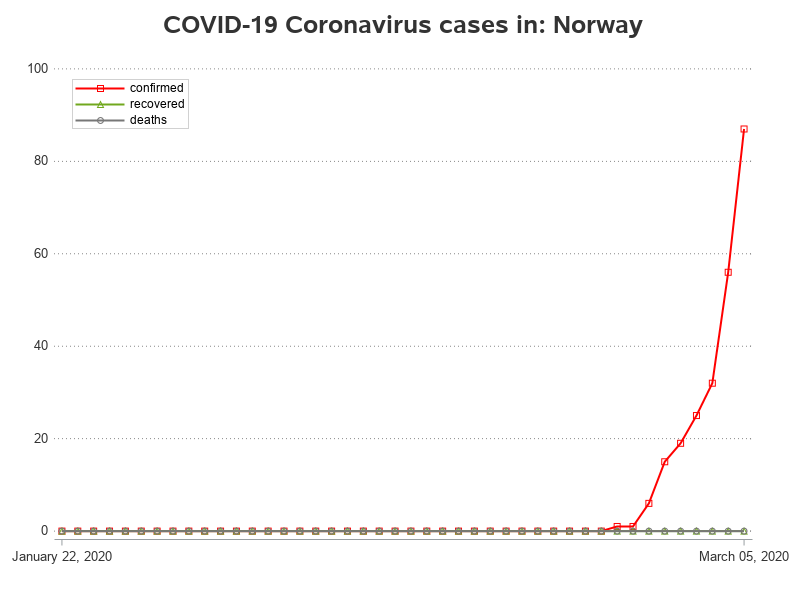 COVID-19 Coronavirus cases in: Norway
100
confirmed
recovered
deaths
80
60
40
20
0
January 22, 2020
March 05, 2020